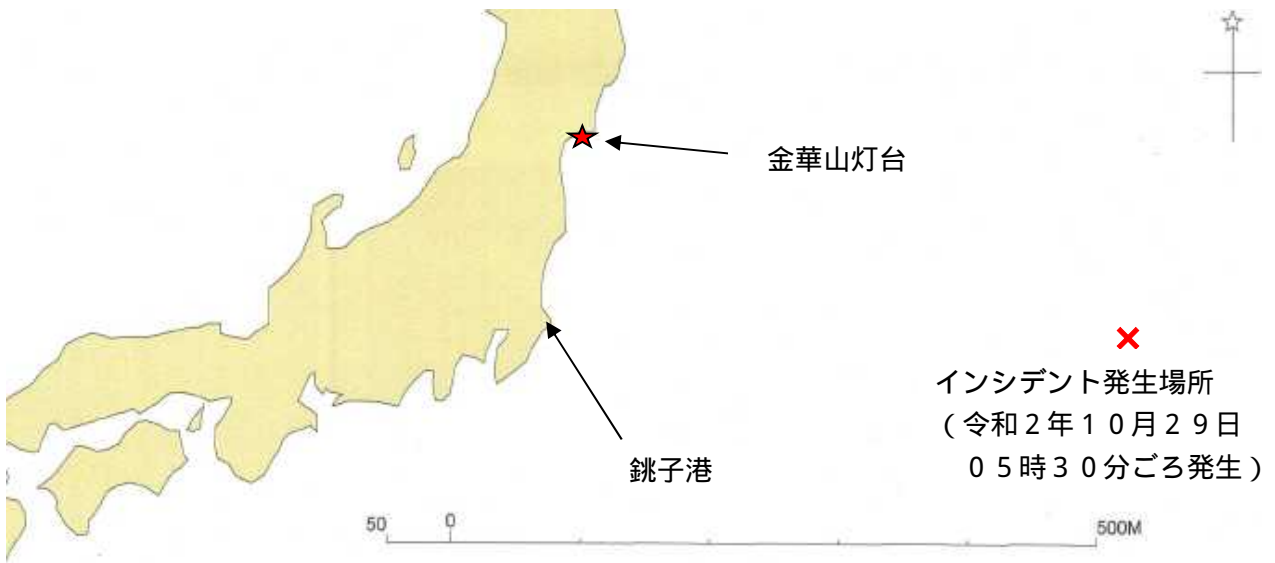 金華山灯台
インシデント発生場所
（令和２年１０月２９日
０５時３０分ごろ発生）
銚子港
50 0 500M